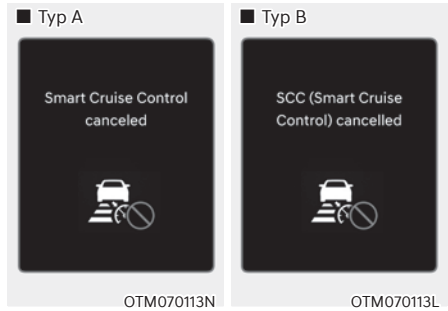 ■ Typ A
Smart Cruise Control
canceled
OTM070113N
■ Typ B
SCC (Smart Cruise
Control) cancelled
OTM070113L